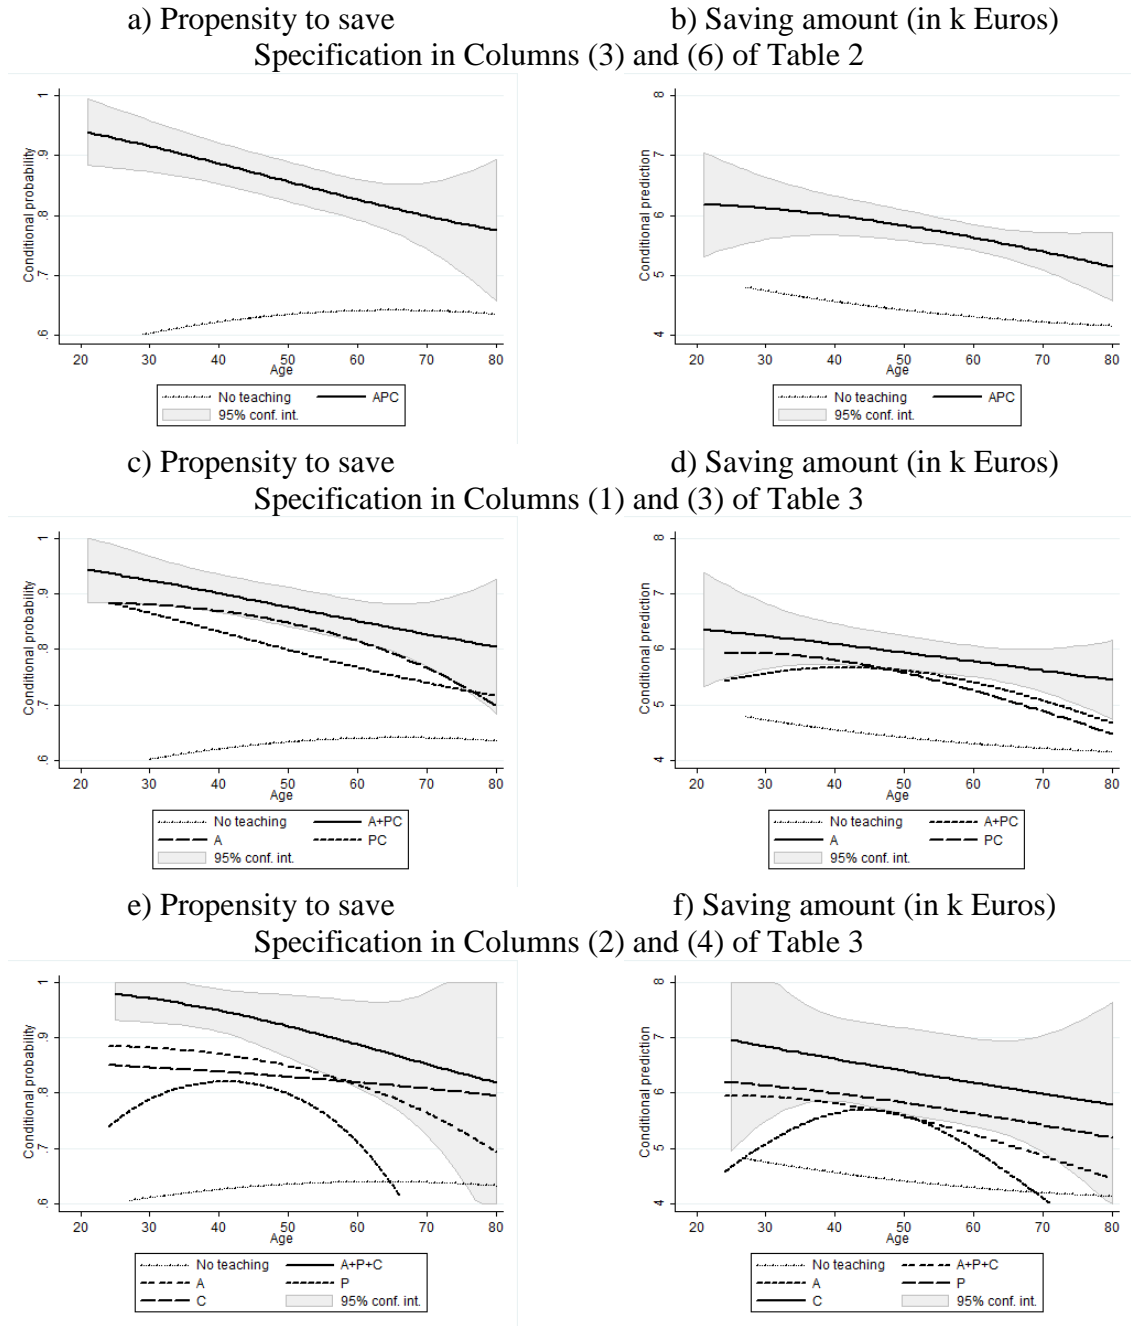 a) Propensity to save
b) Saving amount (in k Euros)
Specification in Columns (3) and (6) of Table 2
Conditional probability
.6 .7 .8 .9 1
20 30 40 50 60 70 80
Age
No teaching APC
95% conf. int.
Conditional prediction
4 5 6 7 8
20 30 40 50 60 70 80
Age
No teaching APC
95% conf. int.
c) Propensity to save
d) Saving amount (in k Euros)
Specification in Columns (1) and (3) of Table 3
Conditional probability
.6 .7 .8 .9 1
20 30 40 50 60 70 80
Age
No teaching A+PC
A PC
95% conf. int.
Conditional prediction
4 5 6 7 8
20 30 40 50 60 70 80
Age
No teaching A+PC
A PC
95% conf. int.
e) Propensity to save
f) Saving amount (in k Euros)
Specification in Columns (2) and (4) of Table 3
Conditional probability
.6 .7 .8 .9 1
20 30 40 50 60 70 80
Age
No teaching A+P+C
A P
C 95% conf. int.
Conditional prediction
4 5 6 7 8
20 30 40 50 60 70 80
Age
No teaching A+P+C
A P
C 95% conf. int.